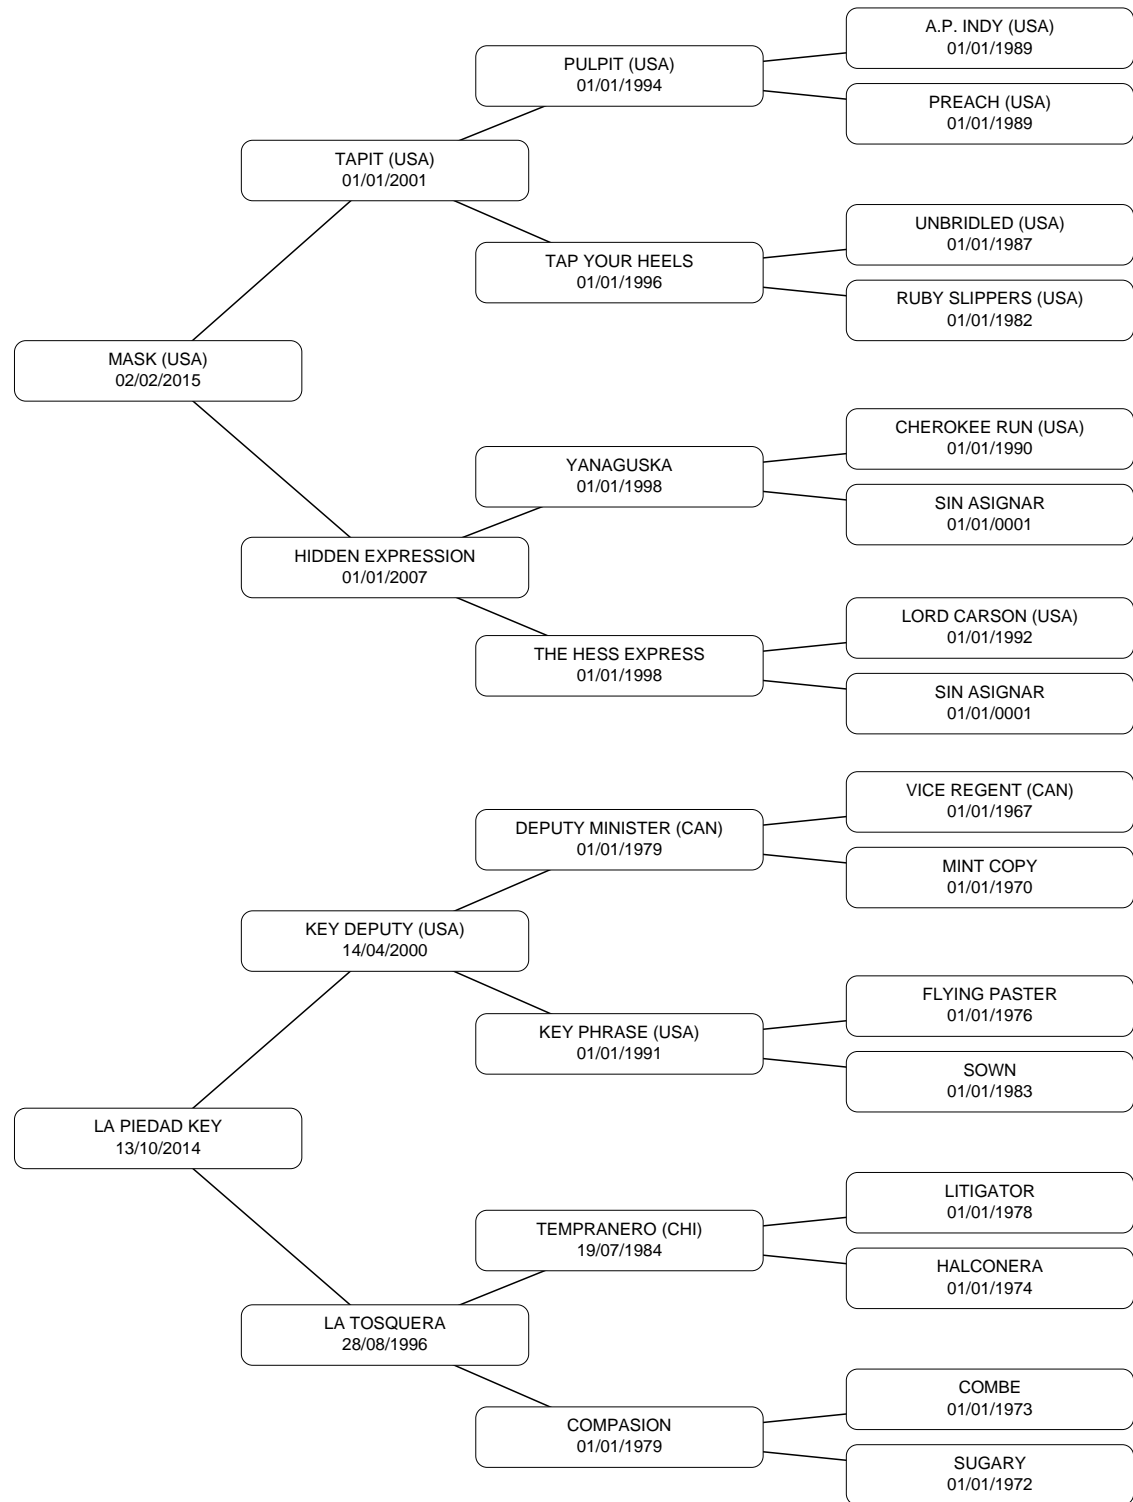 A.P. INDY (USA)
01/01/1989
PULPIT (USA)
01/01/1994
PREACH (USA)
01/01/1989
TAPIT (USA)
01/01/2001
UNBRIDLED (USA)
01/01/1987
TAP YOUR HEELS
01/01/1996
RUBY SLIPPERS (USA)
01/01/1982
MASK (USA)
02/02/2015
CHEROKEE RUN (USA)
01/01/1990
YANAGUSKA
01/01/1998
SIN ASIGNAR
01/01/0001
HIDDEN EXPRESSION
01/01/2007
LORD CARSON (USA)
01/01/1992
THE HESS EXPRESS
01/01/1998
SIN ASIGNAR
01/01/0001
VICE REGENT (CAN)
01/01/1967
DEPUTY MINISTER (CAN)
01/01/1979
MINT COPY
01/01/1970
KEY DEPUTY (USA)
14/04/2000
FLYING PASTER
01/01/1976
KEY PHRASE (USA)
01/01/1991
SOWN
01/01/1983
LA PIEDAD KEY
13/10/2014
LITIGATOR
01/01/1978
TEMPRANERO (CHI)
19/07/1984
HALCONERA
01/01/1974
LA TOSQUERA
28/08/1996
COMBE
01/01/1973
COMPASION
01/01/1979
SUGARY
01/01/1972